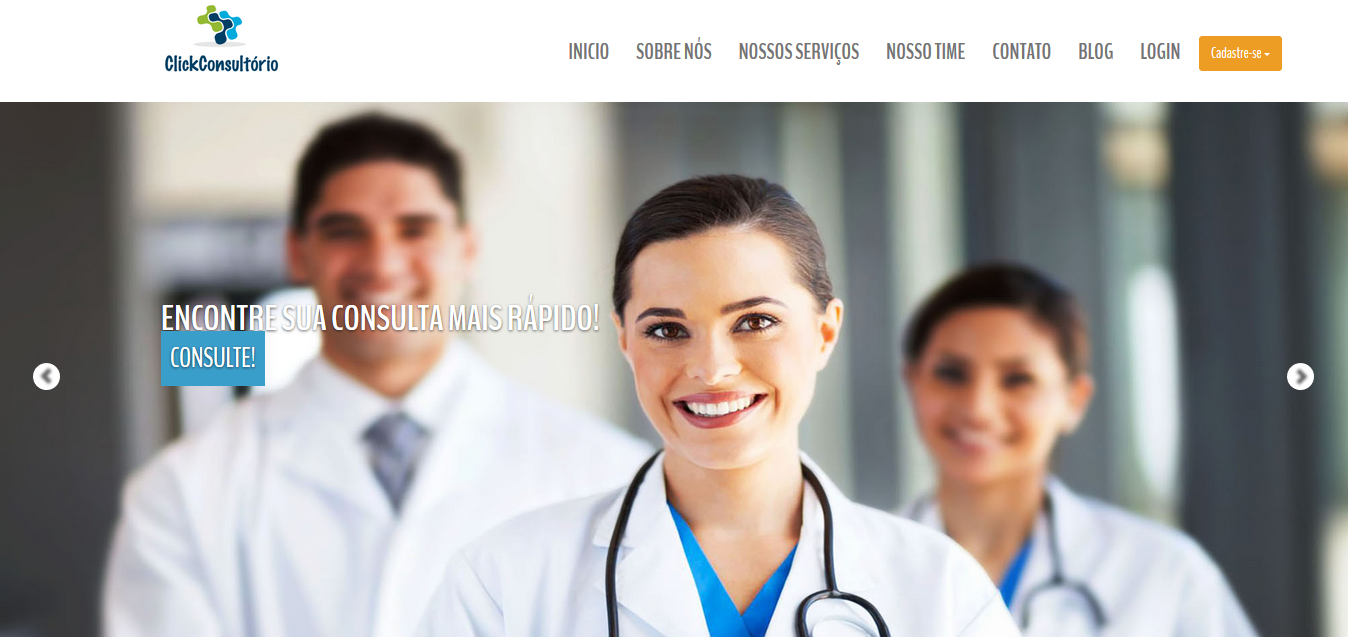 ClickConsultório
INICIO SOBRE NÓS NOSSOS SERVIÇOS NOSSO TIME CONTATO BLOG LOGIN Cadastre-se
ENCONTRE SUA CONSULTA MAIS RÁPIDO!
CONSULTE!